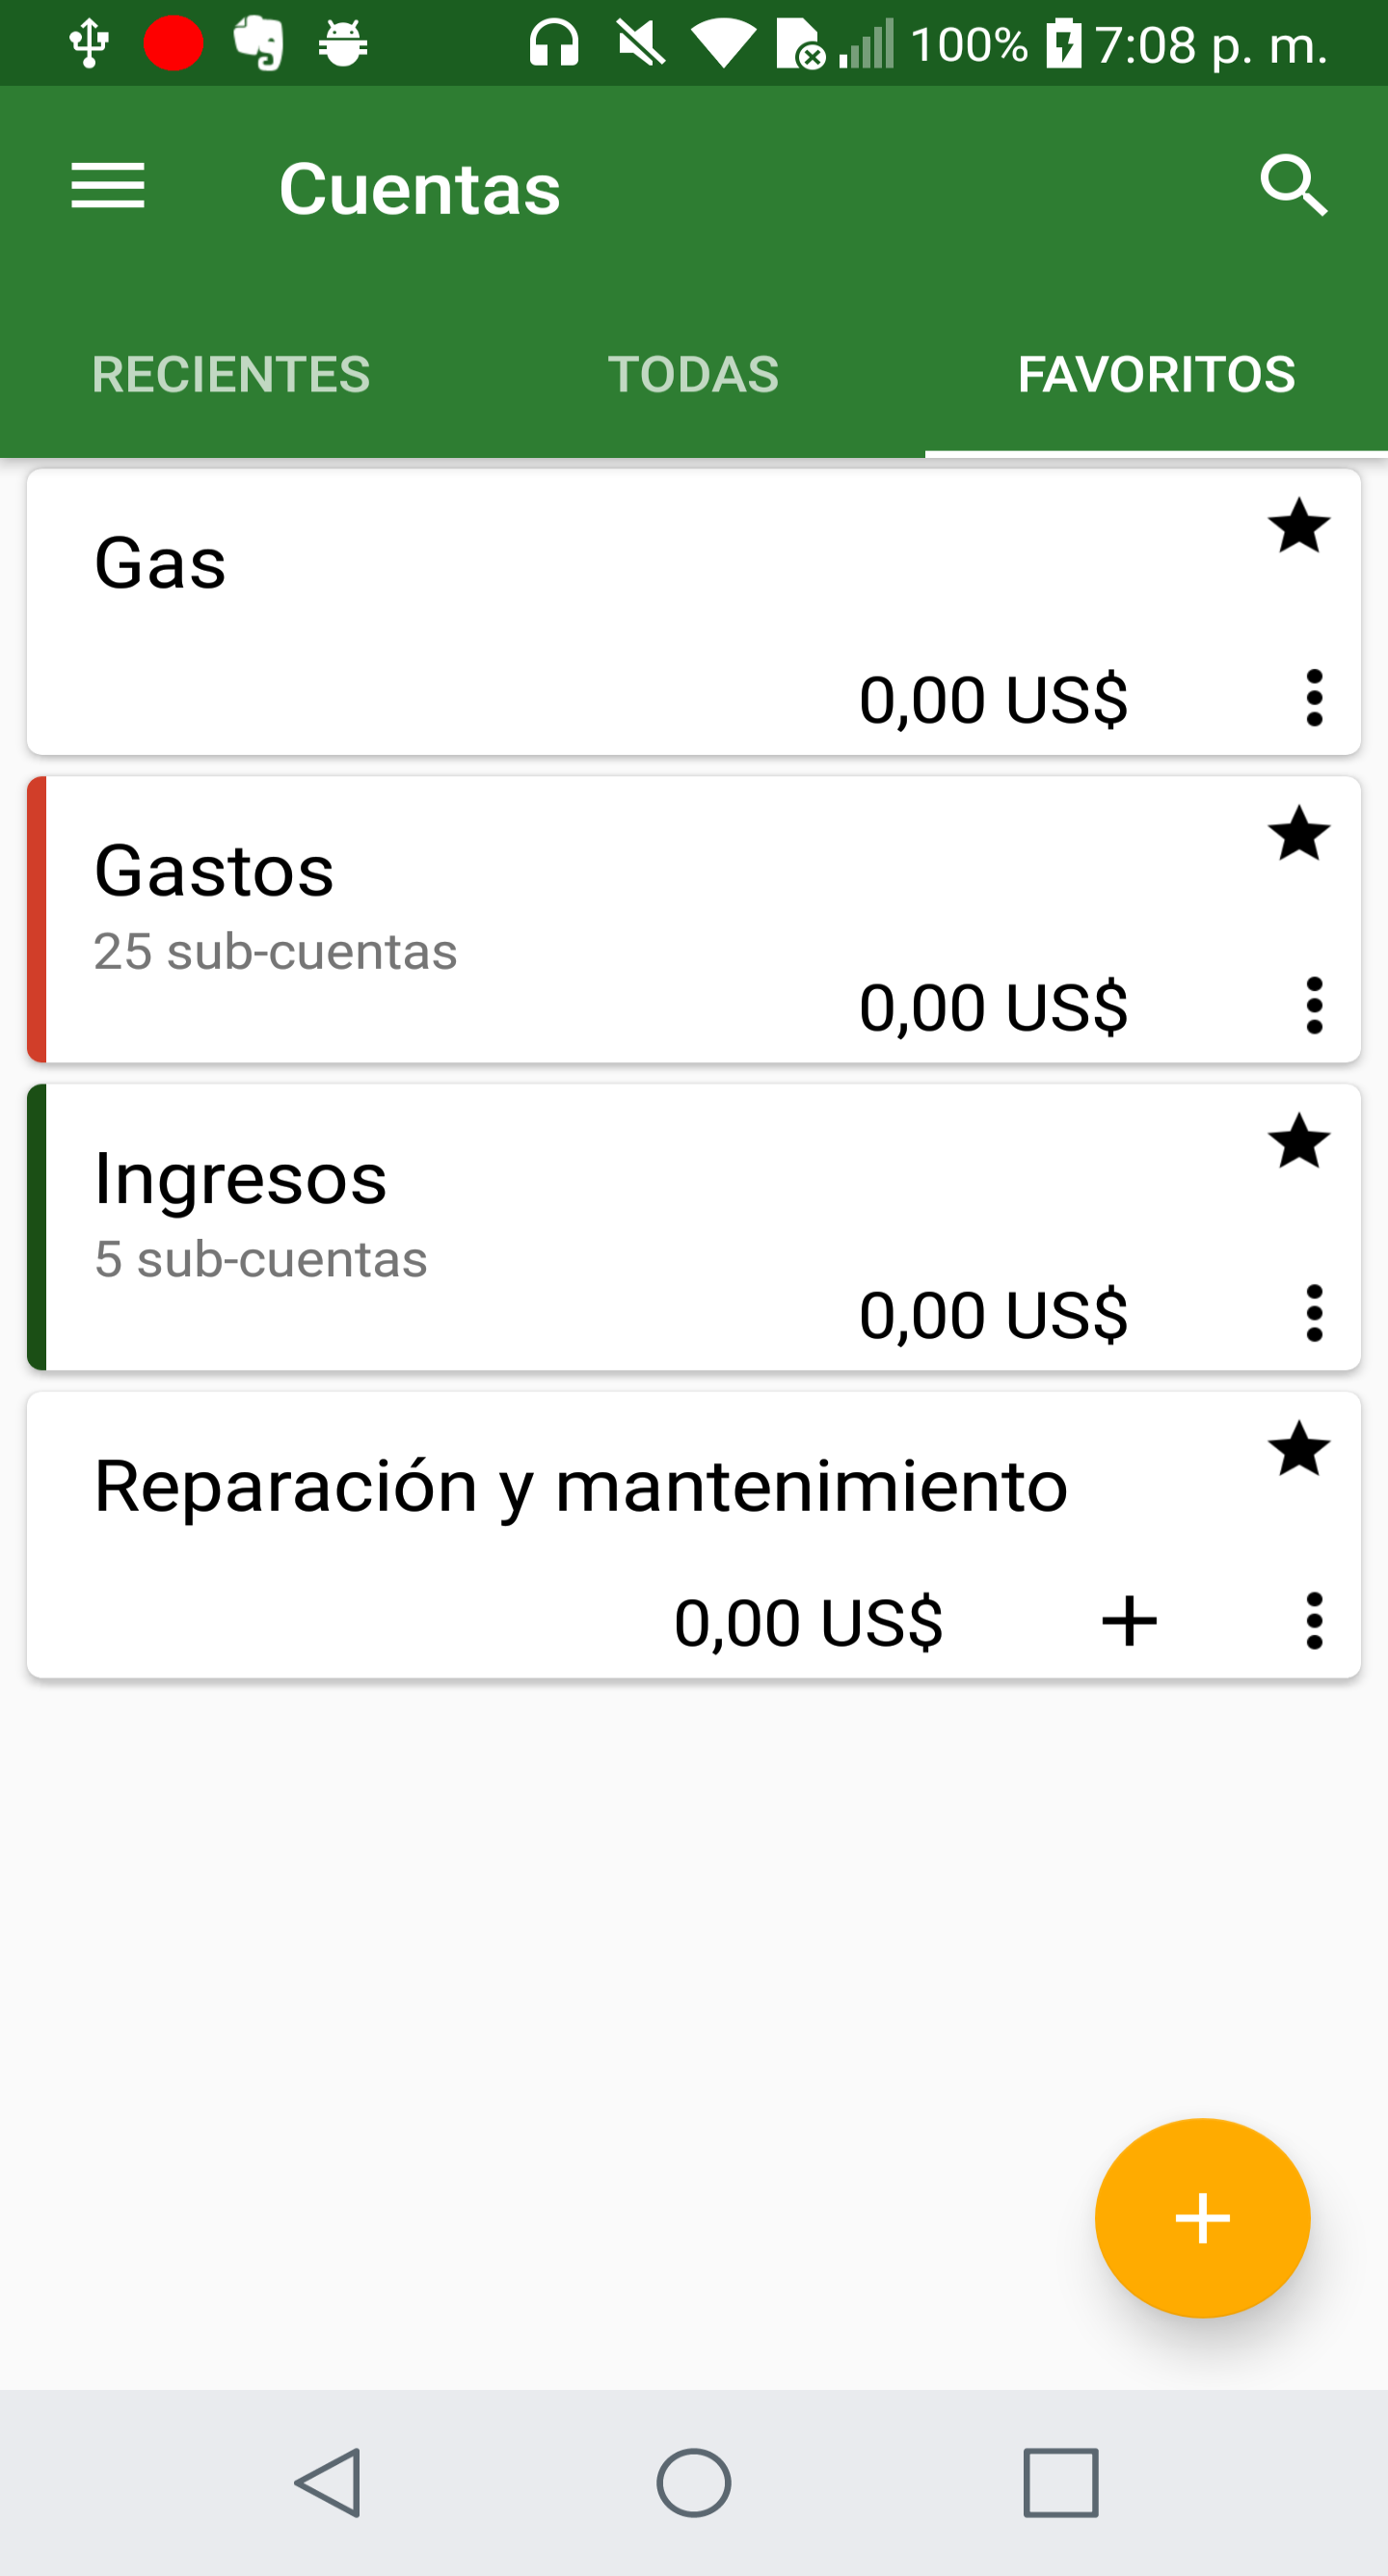 100% 7:08 p. m.
Cuentas
RECIENTES TODAS FAVORITOS
Gas
0,00 US$
Gastos
25 sub-cuentas
0,00 US$
Ingresos
5 sub-cuentas
0,00 US$
Reparación y mantenimiento
0,00 US$